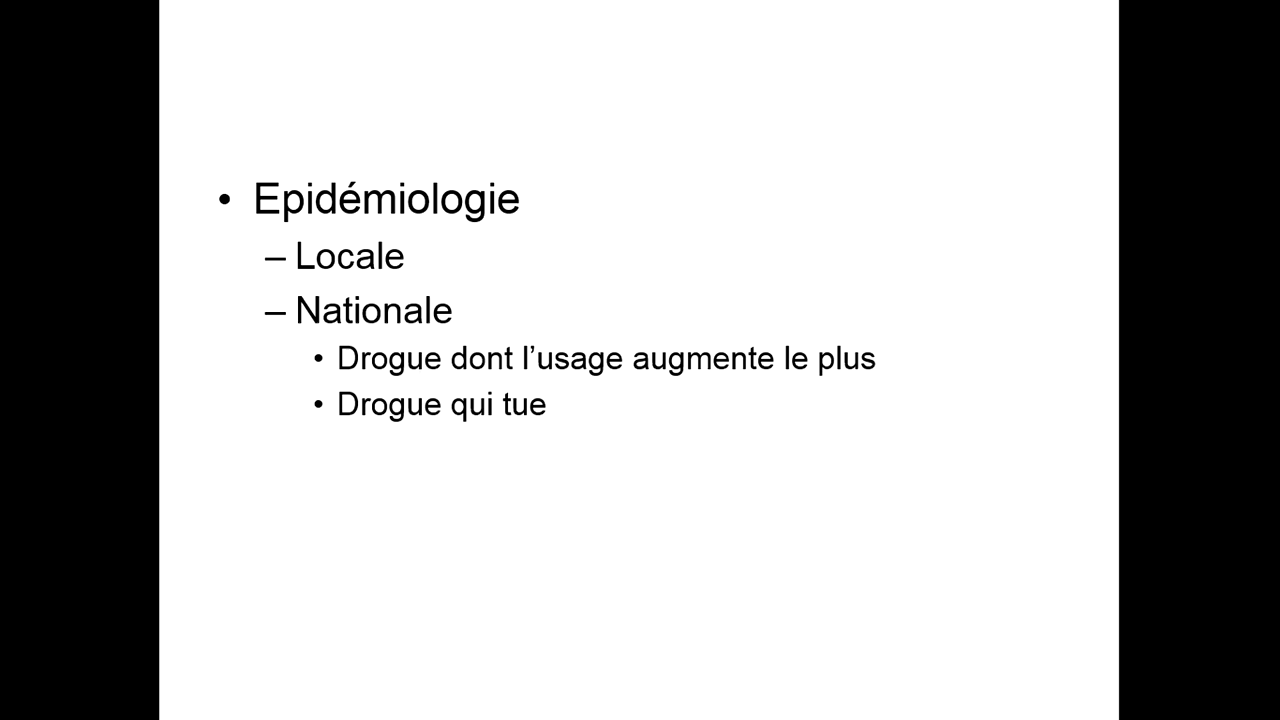 • Epidémiologie
– Locale
– Nationale
• Drogue dont l’usage augmente le plus
• Drogue qui tue